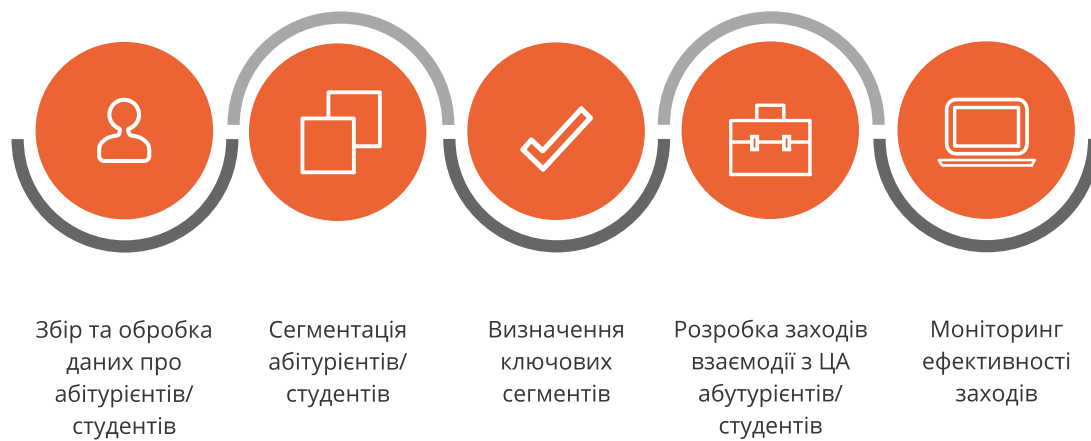 Збір та обробка
даних про
абітурієнтів/
студентів
Сегментація
абітурієнтів/
студентів
Визначення
ключових
сегментів
Розробка заходів
взаємодії з ЦА
абутурієнтів/
студентів
Моніторинг
ефективності
заходів